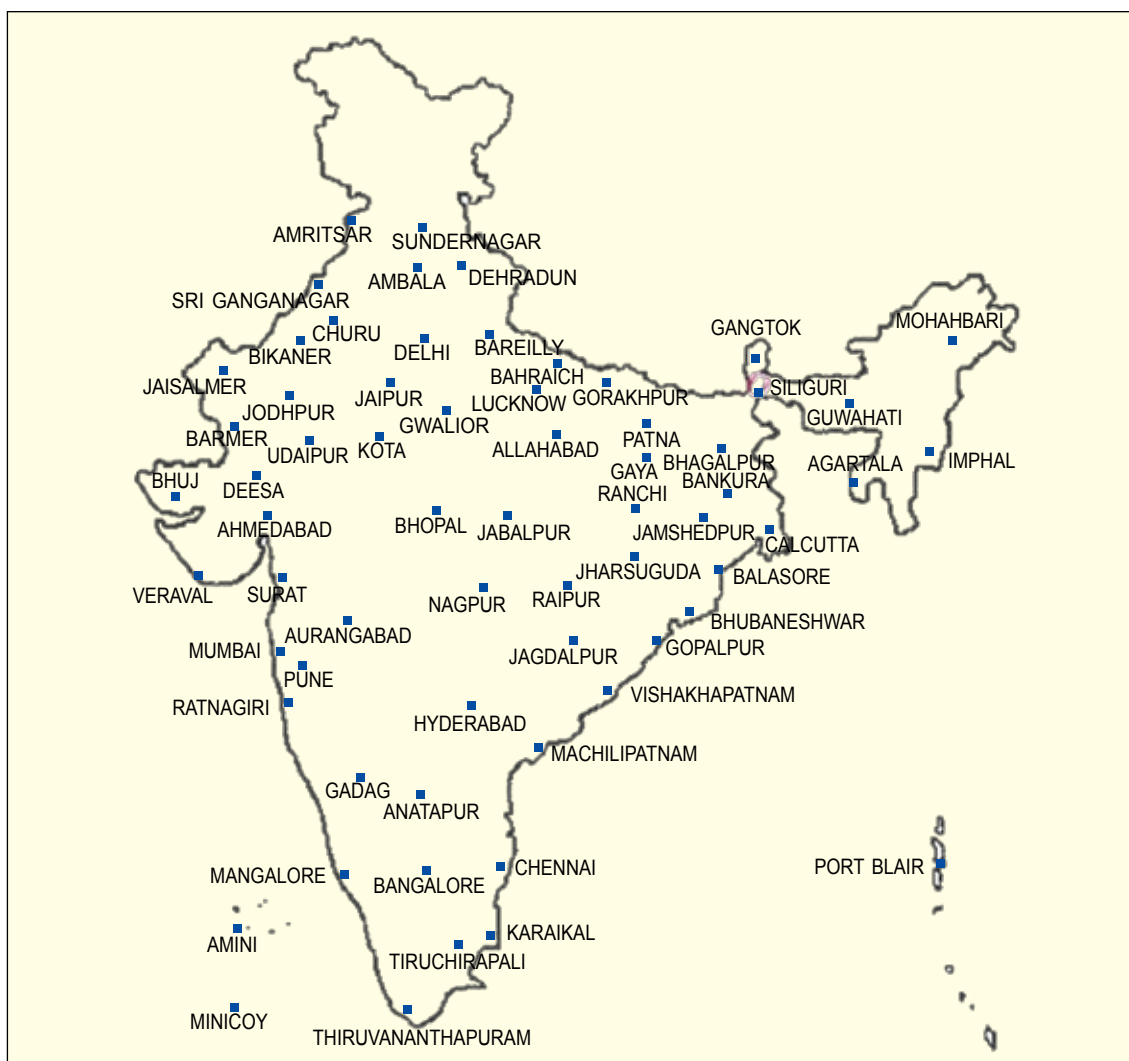 AMRITSAR
SUNDERNAGAR
AMBALA
DEHRADUN
SRI GANGANAGAR
CHURU
BIKANER
DELHI
BAREILLY
GANGTOK
MOHAHBARI
JAISALMER
BAHRAICH
JODHPUR
JAIPUR
LUCKNOW
GORAKHPUR
SILIGURI
GUWAHATI
BARMER
GWALIOR
UDAIPUR
KOTA
ALLAHABAD
PATNA
BHAGALPUR
AGARTALA
IMPHAL
BHUJ
DEESA
GAYA
BANKURA
RANCHI
AHMEDABAD
BHOPAL
JABALPUR
JAMSHEDPUR
CALCUTTA
JHARSUGUDA
BALASORE
VERAVAL
SURAT
NAGPUR
RAIPUR
BHUBANESHWAR
AURANGABAD
MUMBAI
JAGDALPUR
GOPALPUR
PUNE
RATNAGIRI
VISHAKHAPATNAM
HYDERABAD
MACHILIPATNAM
GADAG
ANATAPUR
MANGALORE
BANGALORE
CHENNAI
PORT BLAIR
AMINI
KARAIKAL
TIRUCHIRAPALI
MINICOY
THIRUVANANTHAPURAM